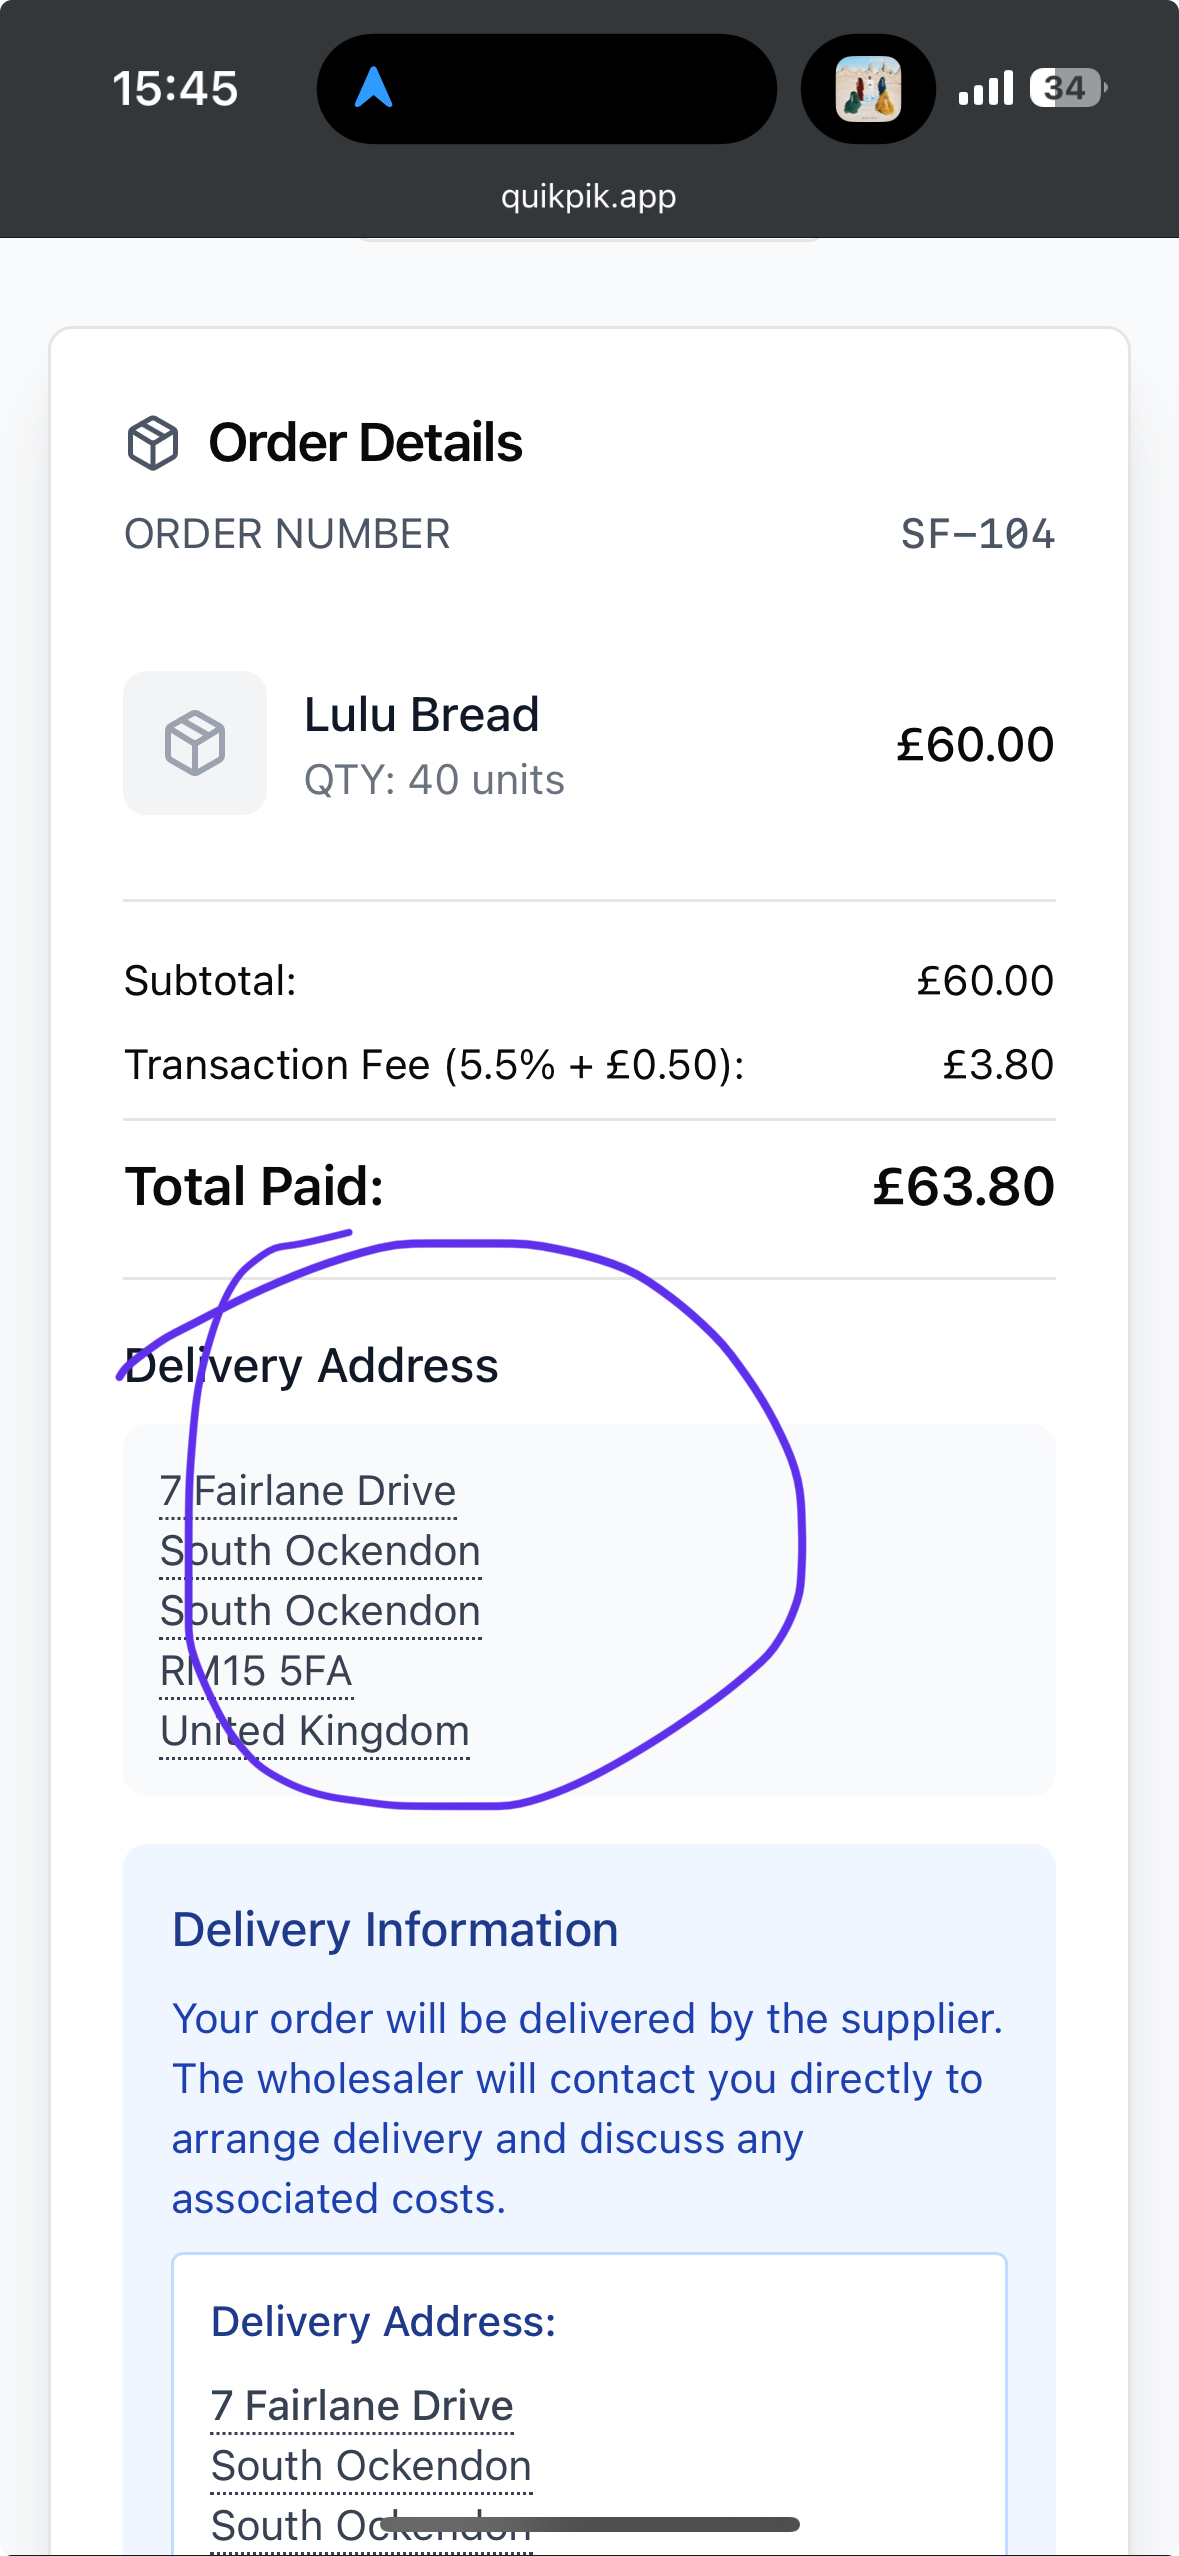 15:45
34
quikpik.app
Order Details
ORDER NUMBER SF-104
Lulu Bread
QTY: 40 units
£60.00
Subtotal: £60.00
Transaction Fee (5.5% + £0.50): £3.80
Total Paid: £63.80
Delivery Address
7 Fairlane Drive
South Ockendon
South Ockendon
RM15 5FA
United Kingdom
Delivery Information
Your order will be delivered by the supplier.
The wholesaler will contact you directly to
arrange delivery and discuss any
associated costs.
Delivery Address:
7 Fairlane Drive
South Ockendon
South Ockendon